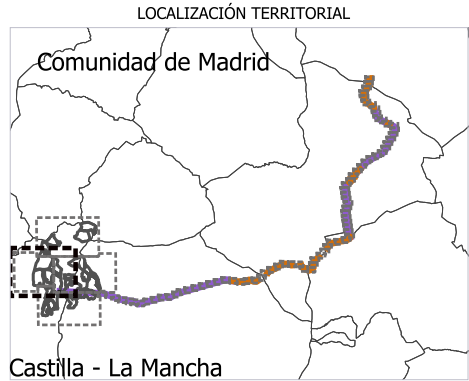 LOCALIZACIÓN TERRITORIAL
Comunidad de Madrid
Castilla - La Mancha